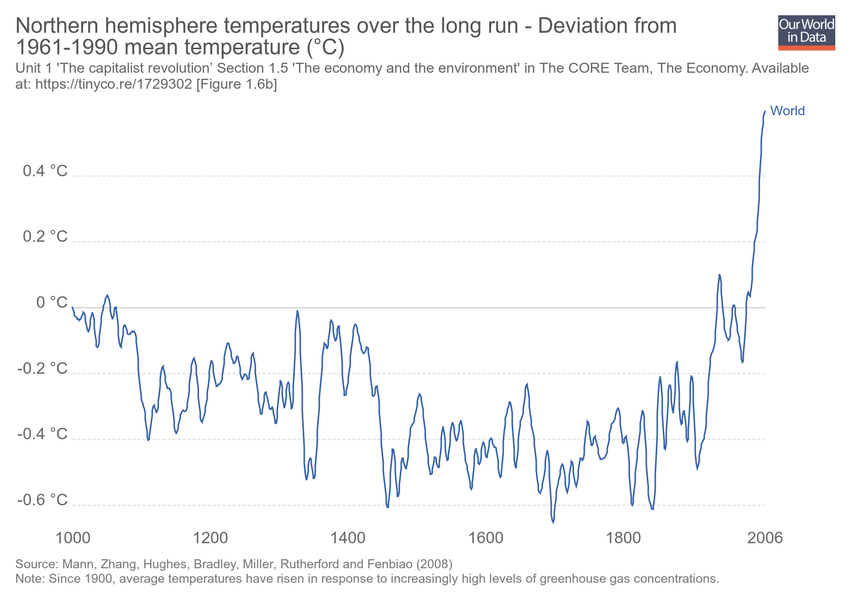 Northern hemisphere temperatures over the long run - Deviation from
1961-1990 mean temperature (°C)
Our World
in Data
Unit 1 'The capitalist revolution' Section 1.5 'The economy and the environment' in The CORE Team, The Economy. Available
at: https://tinyco.re/1729302 [Figure 1.6b]
World
0.4 °C
0.2 °C
0 °C
-0.2 °C
-0.4 °C
-0.6 °C
1000 1200 1400 1600 1800 2006
Source: Mann, Zhang, Hughes, Bradley, Miller, Rutherford and Fenbiao (2008)
Note: Since 1900, average temperatures have risen in response to increasingly high levels of greenhouse gas concentrations.